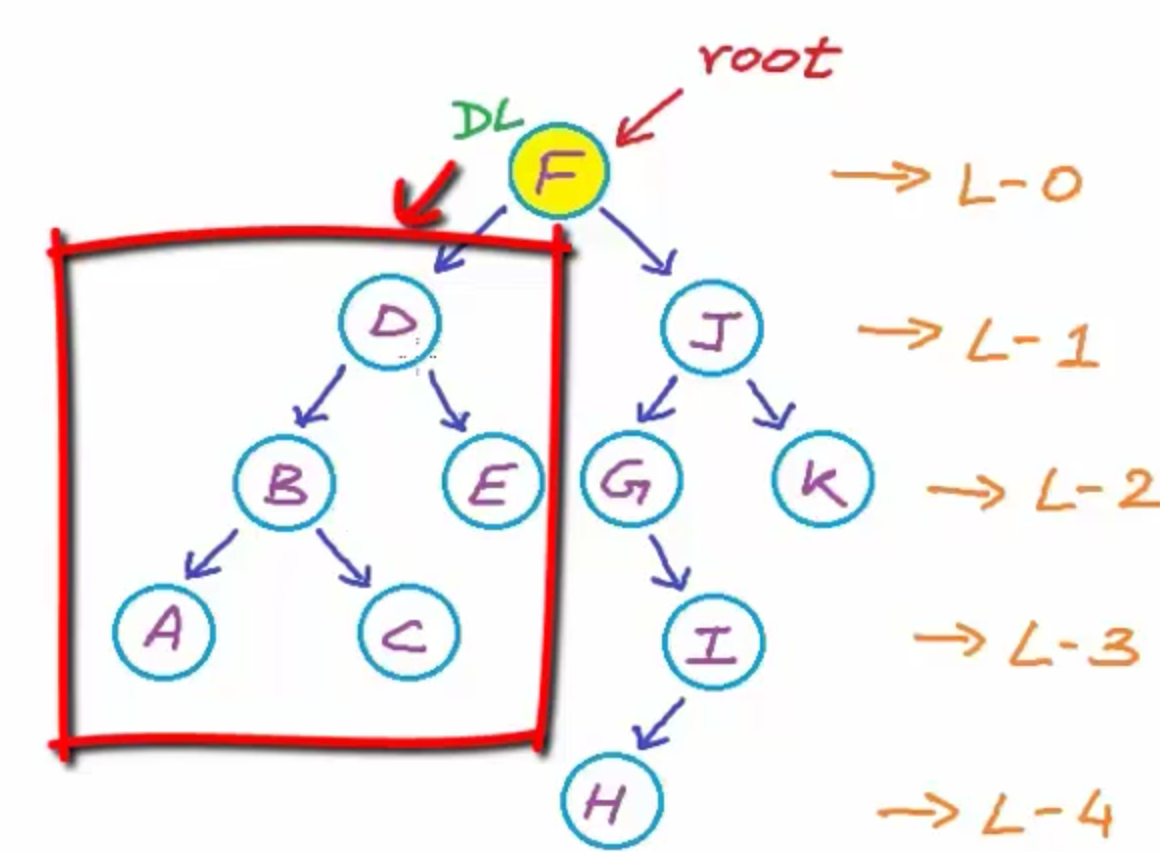 root
DL
F
→ L-0
D
J
→ L-1
B
E
G
K
→ L-2
A
C
I
→ L-3
H
→ L-4